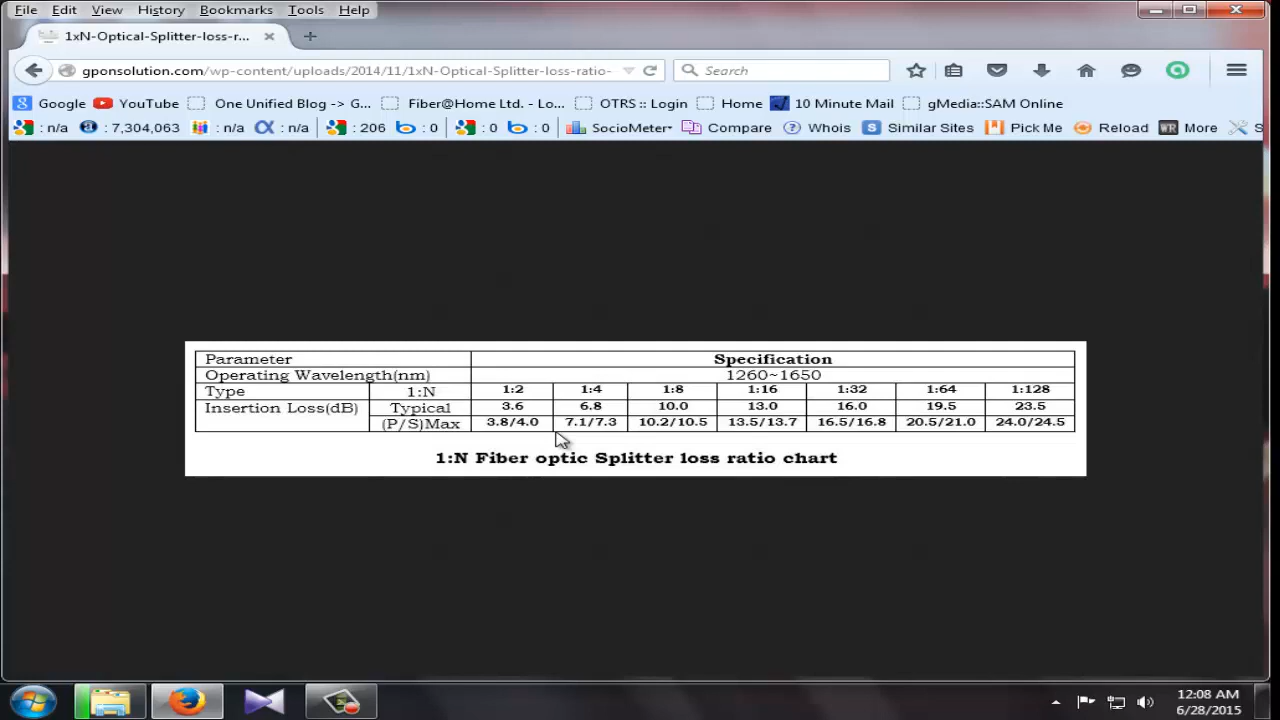 File Edit View History Bookmarks Tools Help
1xN-Optical-Splitter-loss-r...
gponsolution.com/wp-content/uploads/2014/11/1xN-Optical-Splitter-loss-ratio- Search
Google YouTube One Unified Blog -> G... Fiber@Home Ltd. - Lo... OTRS :: Login Home 10 Minute Mail gMedia::SAM Online
: n/a : 7,304,063 : n/a : n/a : 206 : 0 : 0 : 0 SocioMeter Compare Whois Similar Sites Pick Me Reload WR More S
Parameter Specification
Operating Wavelength(nm) 1260~1650
Type 1:N 1:2 1:4 1:8 1:16 1:32 1:64 1:128
Insertion Loss(dB) Typical 3.6 6.8 10.0 13.0 16.0 19.5 23.5
(P/S)Max 3.8/4.0 7.1/7.3 10.2/10.5 13.5/13.7 16.5/16.8 20.5/21.0 24.0/24.5
1:N Fiber optic Splitter loss ratio chart
12:08 AM
6/28/2015